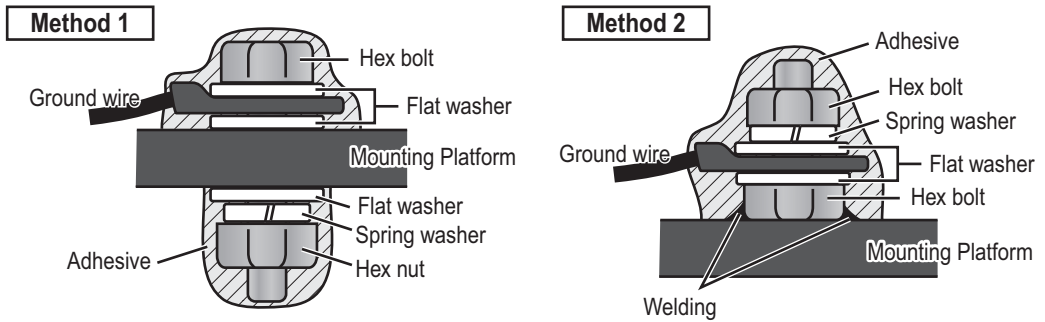 Method 1
Hex bolt
Ground wire
Flat washer
Mounting Platform
Flat washer
Spring washer
Adhesive
Hex nut
Method 2
Adhesive
Hex bolt
Spring washer
Ground wire
Flat washer
Hex bolt
Mounting Platform
Welding